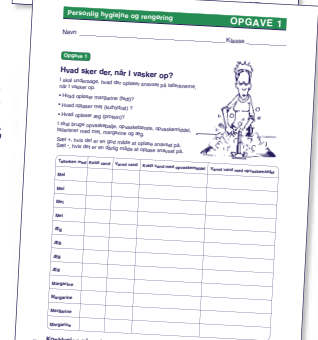 Personlig hygiejne og rengøring OPGAVE 1
Navn Klasse
Opgave 1
Hvad sker der, når I vasker op?
I skal undersøge, hvad der opløser snavset på tallerkenerne,
når I vasker op.
• Hvad opløser margarine (fedt)?
• Hvad opløser mel (kulhydrat) ?
• Hvad opløser æg (protein)?
I skal bruge opvaskebalje, opvaskebørste, opvaskemiddel,
tallerkner med mel, margarine og æg.
Sæt +, hvis det er en god måde at opløse snavset på.
Sæt -, hvis det er en dårlig måde at opløse snavset på.
Tallerken med Koldt vand Varmt vand Koldt vand med opvaskemiddel Varmt vand med opvaskemiddel
Mel
Mel
Mel
Mel
Æg
Æg
Æg
Æg
Margarine
Margarine
Margarine
Margarine